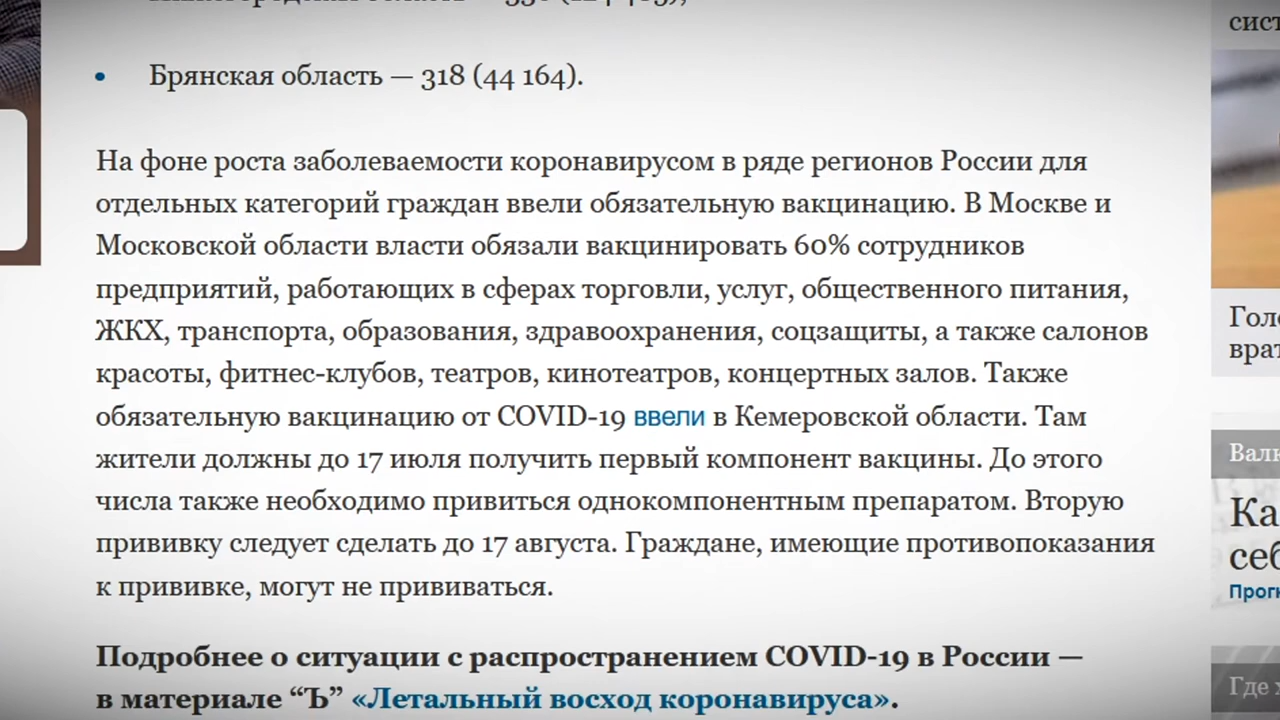 Брянская область — 318 (44 164).
На фоне роста заболеваемости коронавирусом в ряде регионов России для
отдельных категорий граждан ввели обязательную вакцинацию. В Москве и
Московской области власти обязали вакцинировать 60% сотрудников
предприятий, работающих в сферах торговли, услуг, общественного питания,
ЖКХ, транспорта, образования, здравоохранения, соцзащиты, а также салонов
красоты, фитнес-клубов, театров, кинотеатров, концертных залов. Также
обязательную вакцинацию от COVID-19 ввели в Кемеровской области. Там
жители должны до 17 июля получить первый компонент вакцины. До этого
числа также необходимо привиться однокомпонентным препаратом. Вторую
прививку следует сделать до 17 августа. Граждане, имеющие противопоказания
к прививке, могут не прививаться.
Подробнее о ситуации с распространением COVID-19 в России —
в материале “Ъ” «Летальный восход коронавируса».
Где